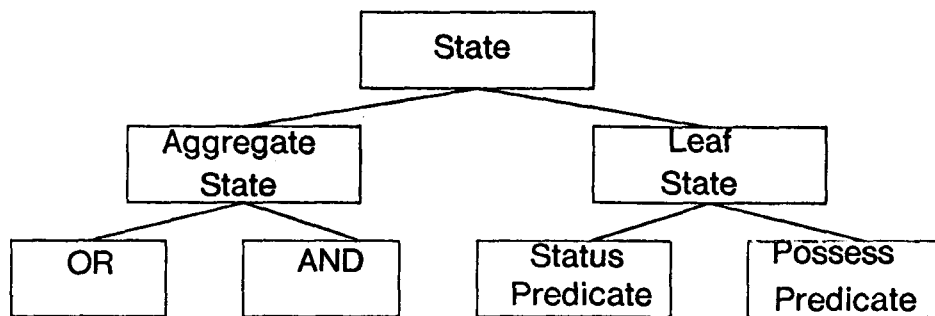 State
Aggregate
State
Leaf
State
OR
AND
Status
Predicate
Possess
Predicate